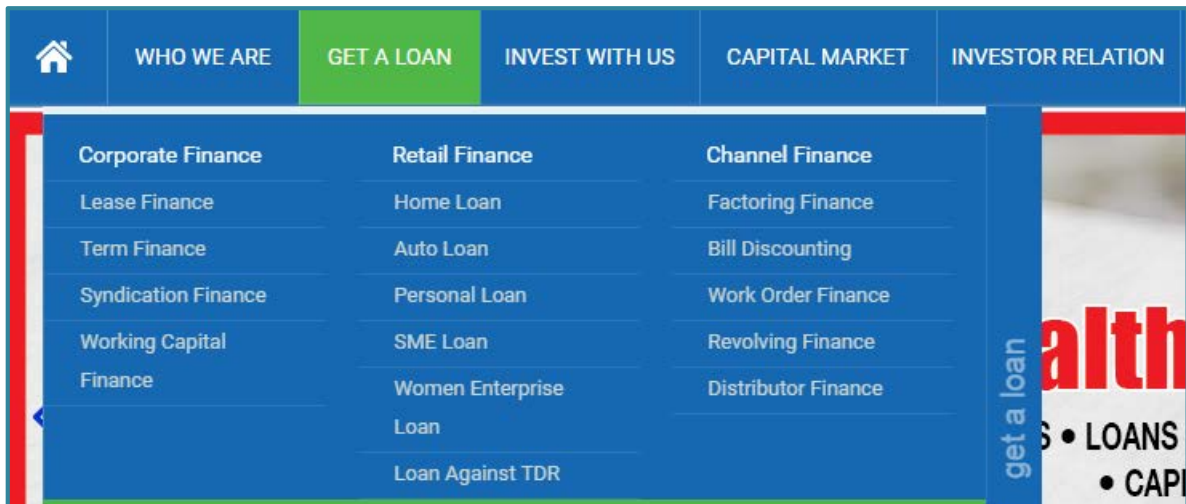 WHO WE ARE GET A LOAN INVEST WITH US CAPITAL MARKET INVESTOR RELATION
Corporate Finance
Lease Finance
Term Finance
Syndication Finance
Working Capital
Finance
Retail Finance
Home Loan
Auto Loan
Personal Loan
SME Loan
Women Enterprise
Loan
Loan Against TDR
Channel Finance
Factoring Finance
Bill Discounting
Work Order Finance
Revolving Finance
Distributor Finance
get a loan
alth
S • LOANS
• CAPI